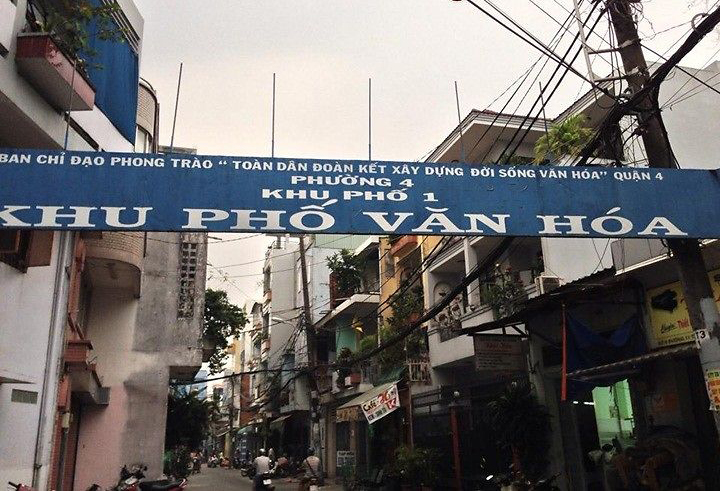 BAN CHỈ ĐẠO PHONG TRÀO "TOÀN DÂN ĐOÀN KẾT XÂY DỰNG ĐỜI SỐNG VĂN HÓA" QUẬN 4
PHƯỜNG 4
KHU PHỐ 1
KHU PHỐ VĂN HÓA
13